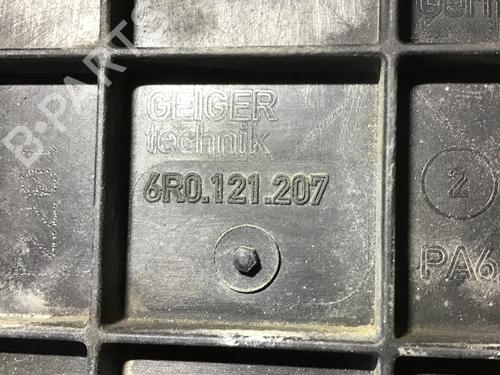 GEIGER
technik
6R0.121.207
2
PA6
B-PARTS